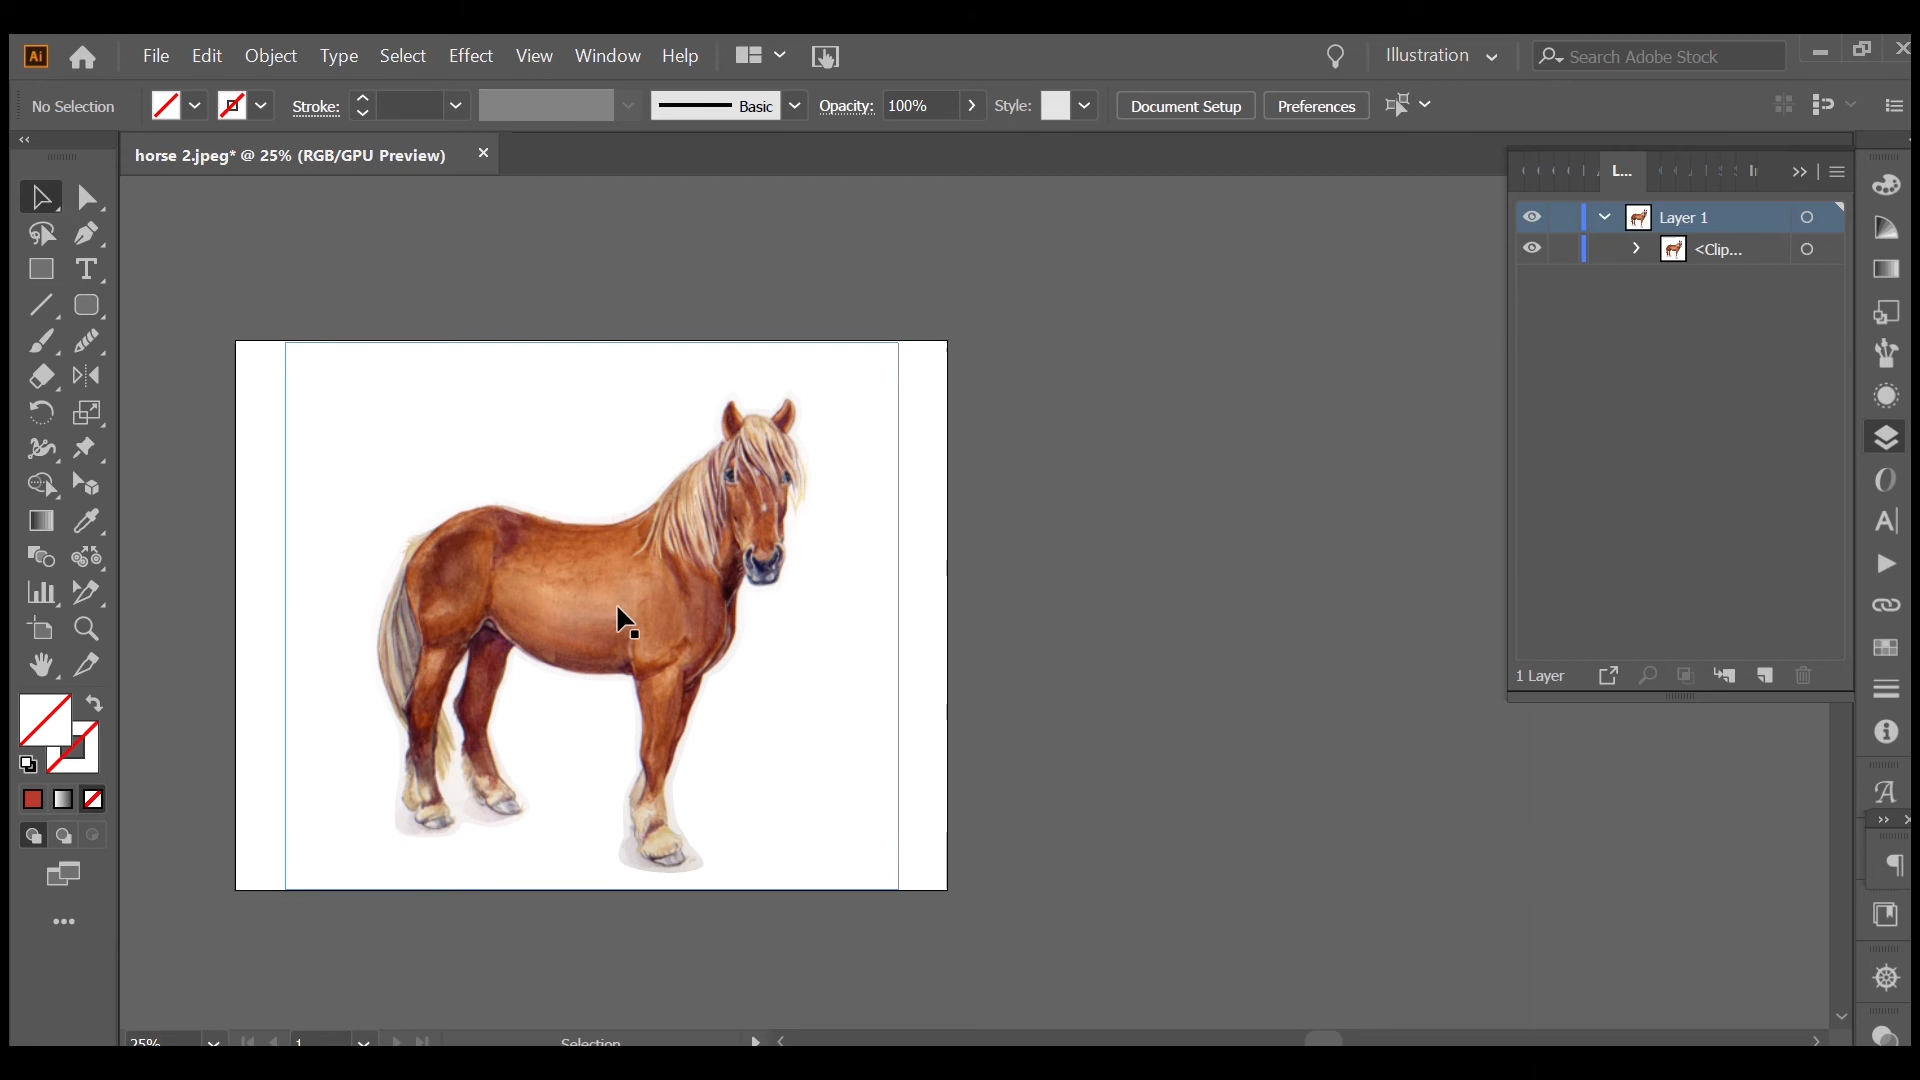 Ai File Edit Object Type Select Effect View Window Help Illustration Search Adobe Stock
No Selection Stroke: Basic Opacity: 100% Style: Document Setup Preferences
horse 2.jpeg* @ 25% (RGB/GPU Preview)
L...
Layer 1
<Clip...
1 Layer
25% 1 Selection